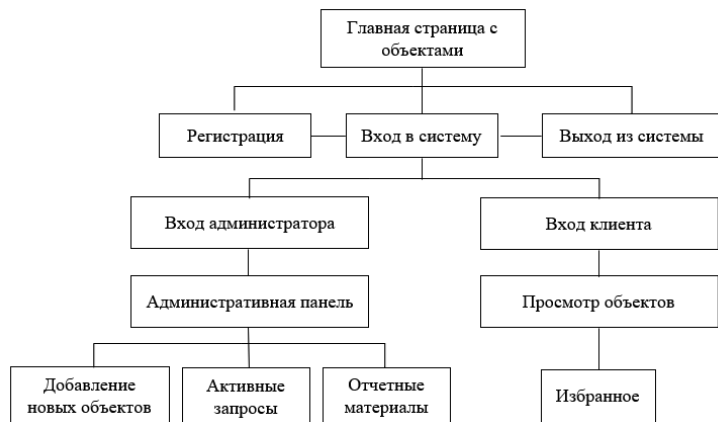 Главная страница с
объектами
Регистрация
Вход в систему
Выход из системы
Вход администратора
Вход клиента
Административная панель
Просмотр объектов
Добавление
новых объектов
Активные
запросы
Отчетные
материалы
Избранное